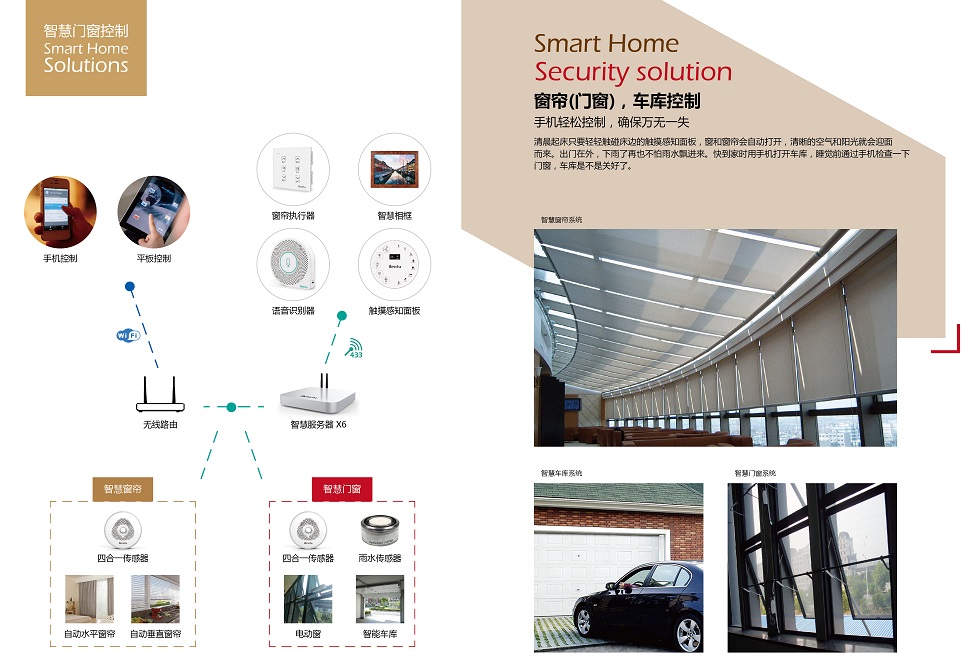 智慧门窗控制
Smart Home
Solutions
手机控制
平板控制
窗帘执行器
智慧相框
语音识别器
触摸感知面板
WiFi
433
无线路由
智慧服务器 X6
智慧窗帘
四合一传感器
自动水平窗帘
自动垂直窗帘
智慧门窗
四合一传感器
雨水传感器
电动窗
智能车库
Smart Home
Security solution
窗帘(门窗)，车库控制
手机轻松控制，确保万无一失
清晨起床只要轻轻触碰床边的触摸感知面板，窗和窗帘会自动打开，清晰的空气和阳光就会迎面
而来。出门在外，下雨了再也不怕雨水飘进来。快到家时用手机打开车库，睡觉前通过手机检查一下
门窗，车库是不是关好了。
智慧窗帘系统
智慧车库系统
智慧门窗系统